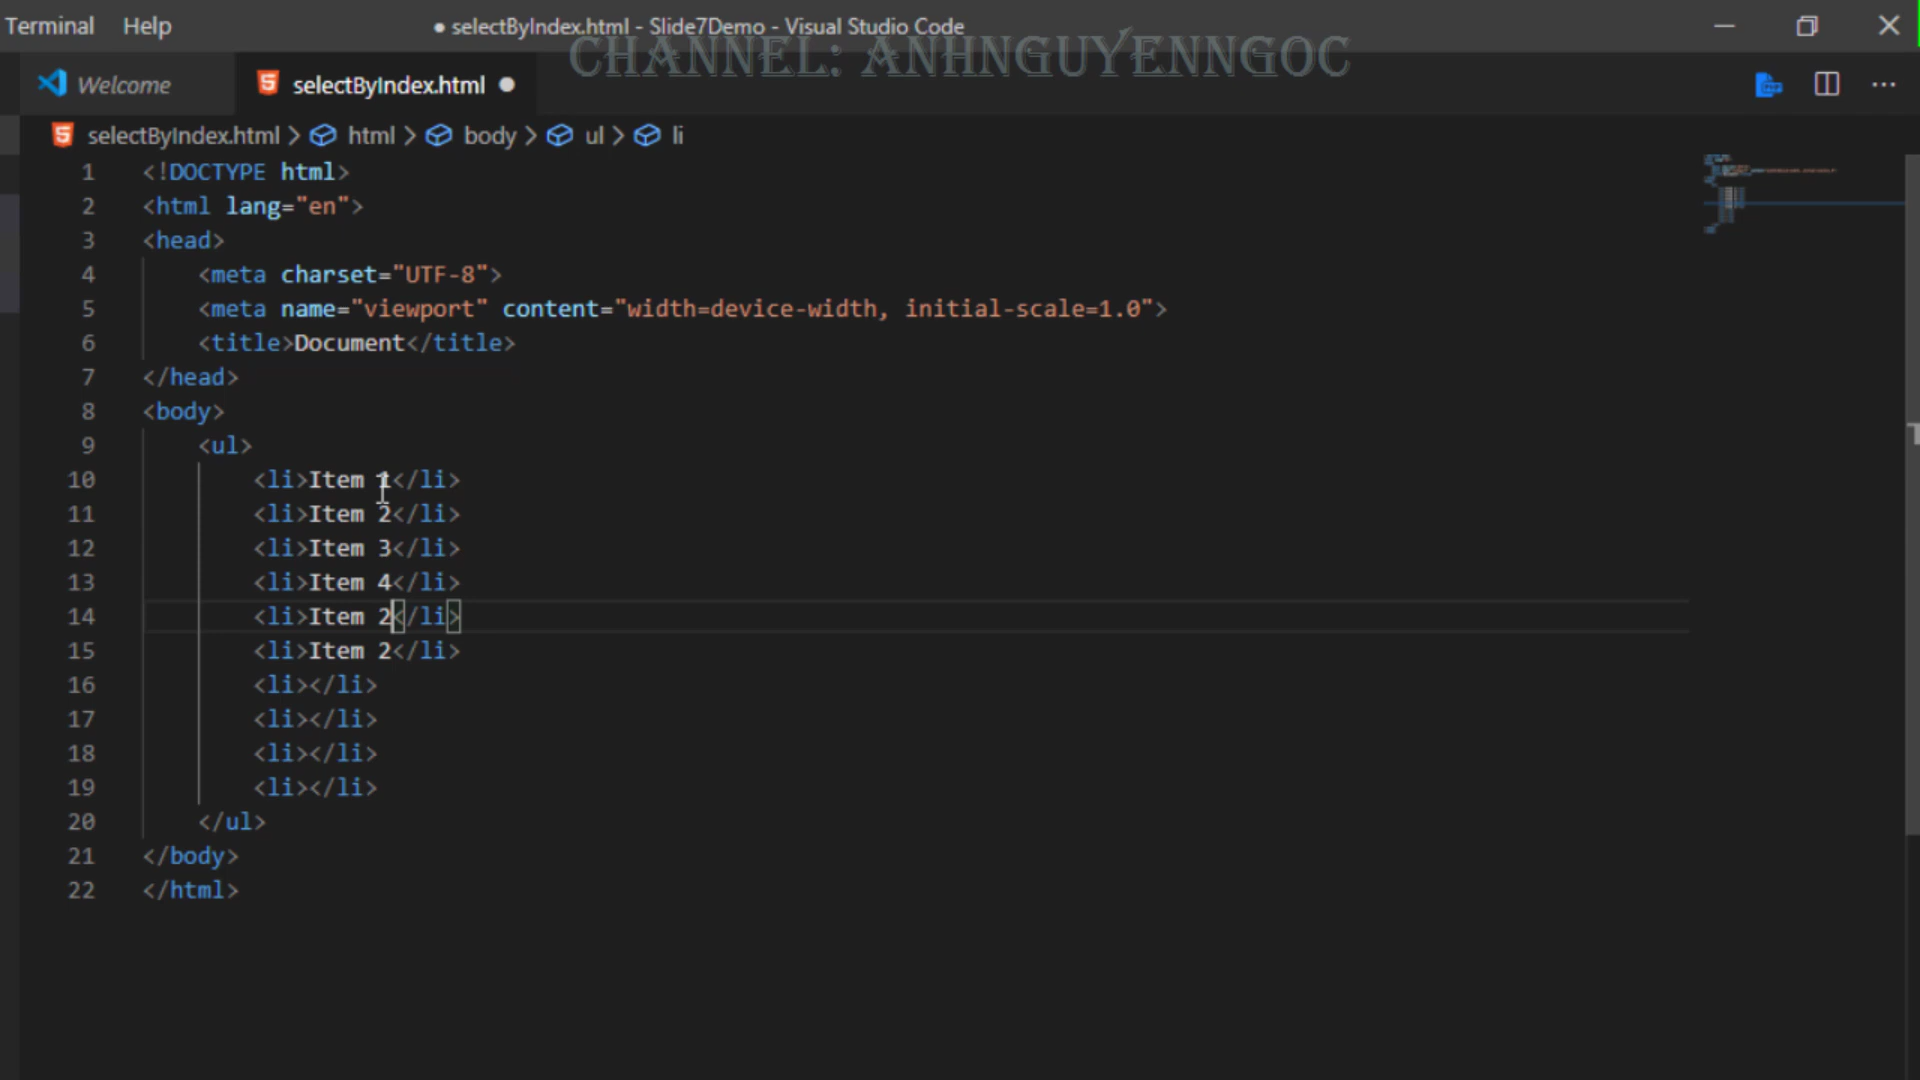 Terminal Help ● selectByIndex.html - Slide7Demo - Visual Studio Code
CHANNEL: ANHNGUYENNGOC
Welcome selectByIndex.html ●
selectByIndex.html > html > body > ul > li
1 <!DOCTYPE html>
2 <html lang="en">
3 <head>
4 <meta charset="UTF-8">
5 <meta name="viewport" content="width=device-width, initial-scale=1.0">
6 <title>Document</title>
7 </head>
8 <body>
9 <ul>
10 <li>Item 1</li>
11 <li>Item 2</li>
12 <li>Item 3</li>
13 <li>Item 4</li>
14 <li>Item 2</li>
15 <li>Item 2</li>
16 <li></li>
17 <li></li>
18 <li></li>
19 <li></li>
20 </ul>
21 </body>
22 </html>